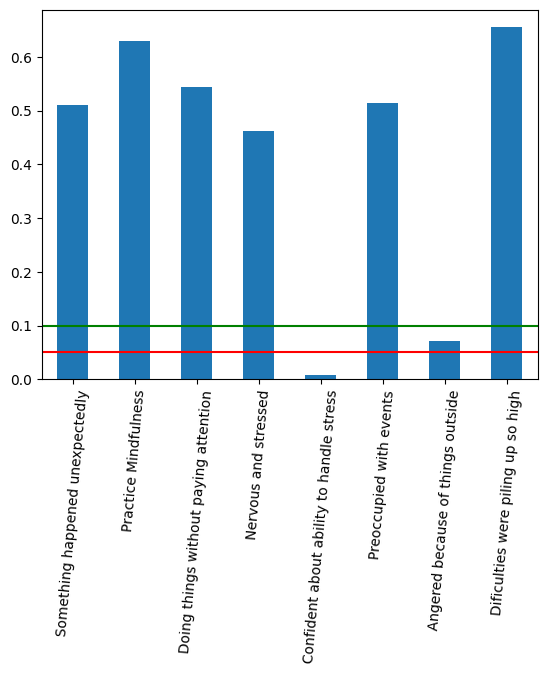 0.6
0.5
0.4
0.3
0.2
0.1
0.0
Something happened unexpectedly
Practice Mindfulness
Doing things without paying attention
Nervous and stressed
Confident about ability to handle stress
Preoccupied with events
Angered because of things outside
Dificulties were piling up so high